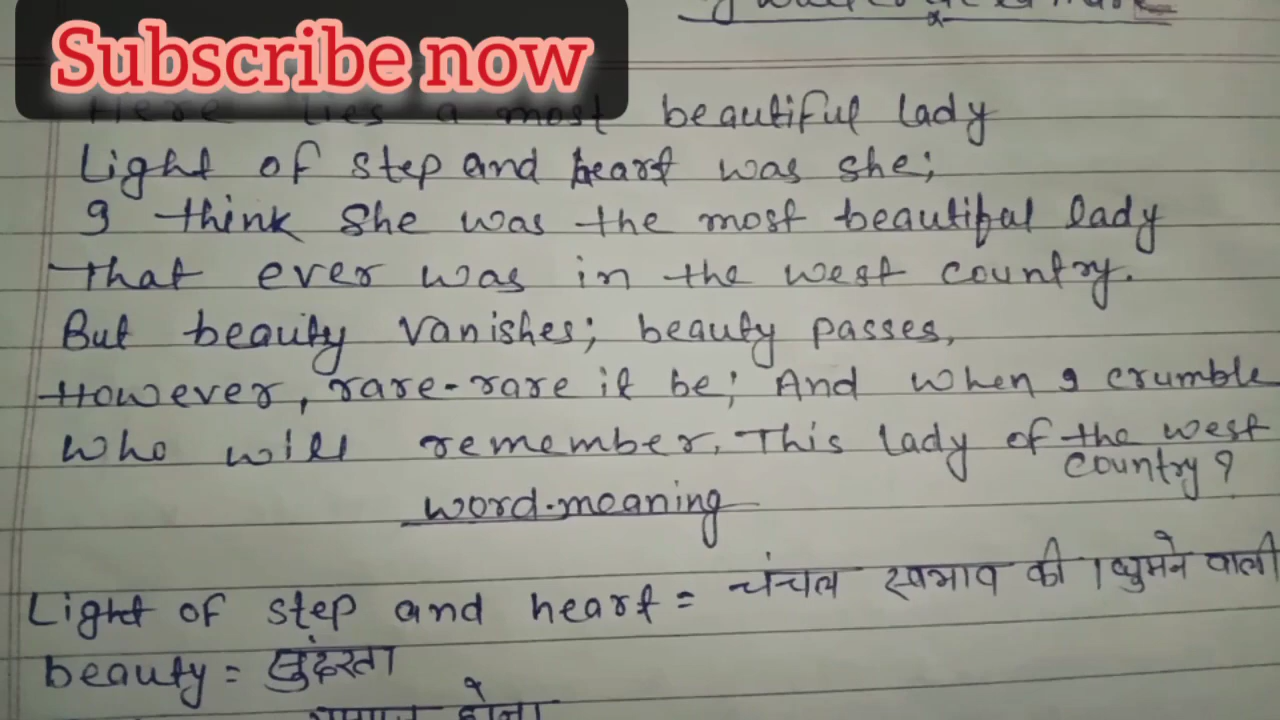 Subscribe now
Here lies a most beautiful lady
Light of step and heart was she;
I think she was the most beautiful lady
That ever was in the west country.
But beauty vanishes; beauty passes,
However, rare-rare it be; And when I crumble
who will remember, This lady of the west
country?
word-meaning
Light of step and heart = चंचल स्वभाव की । घुमने वाली
beauty = सुंदरता
होना